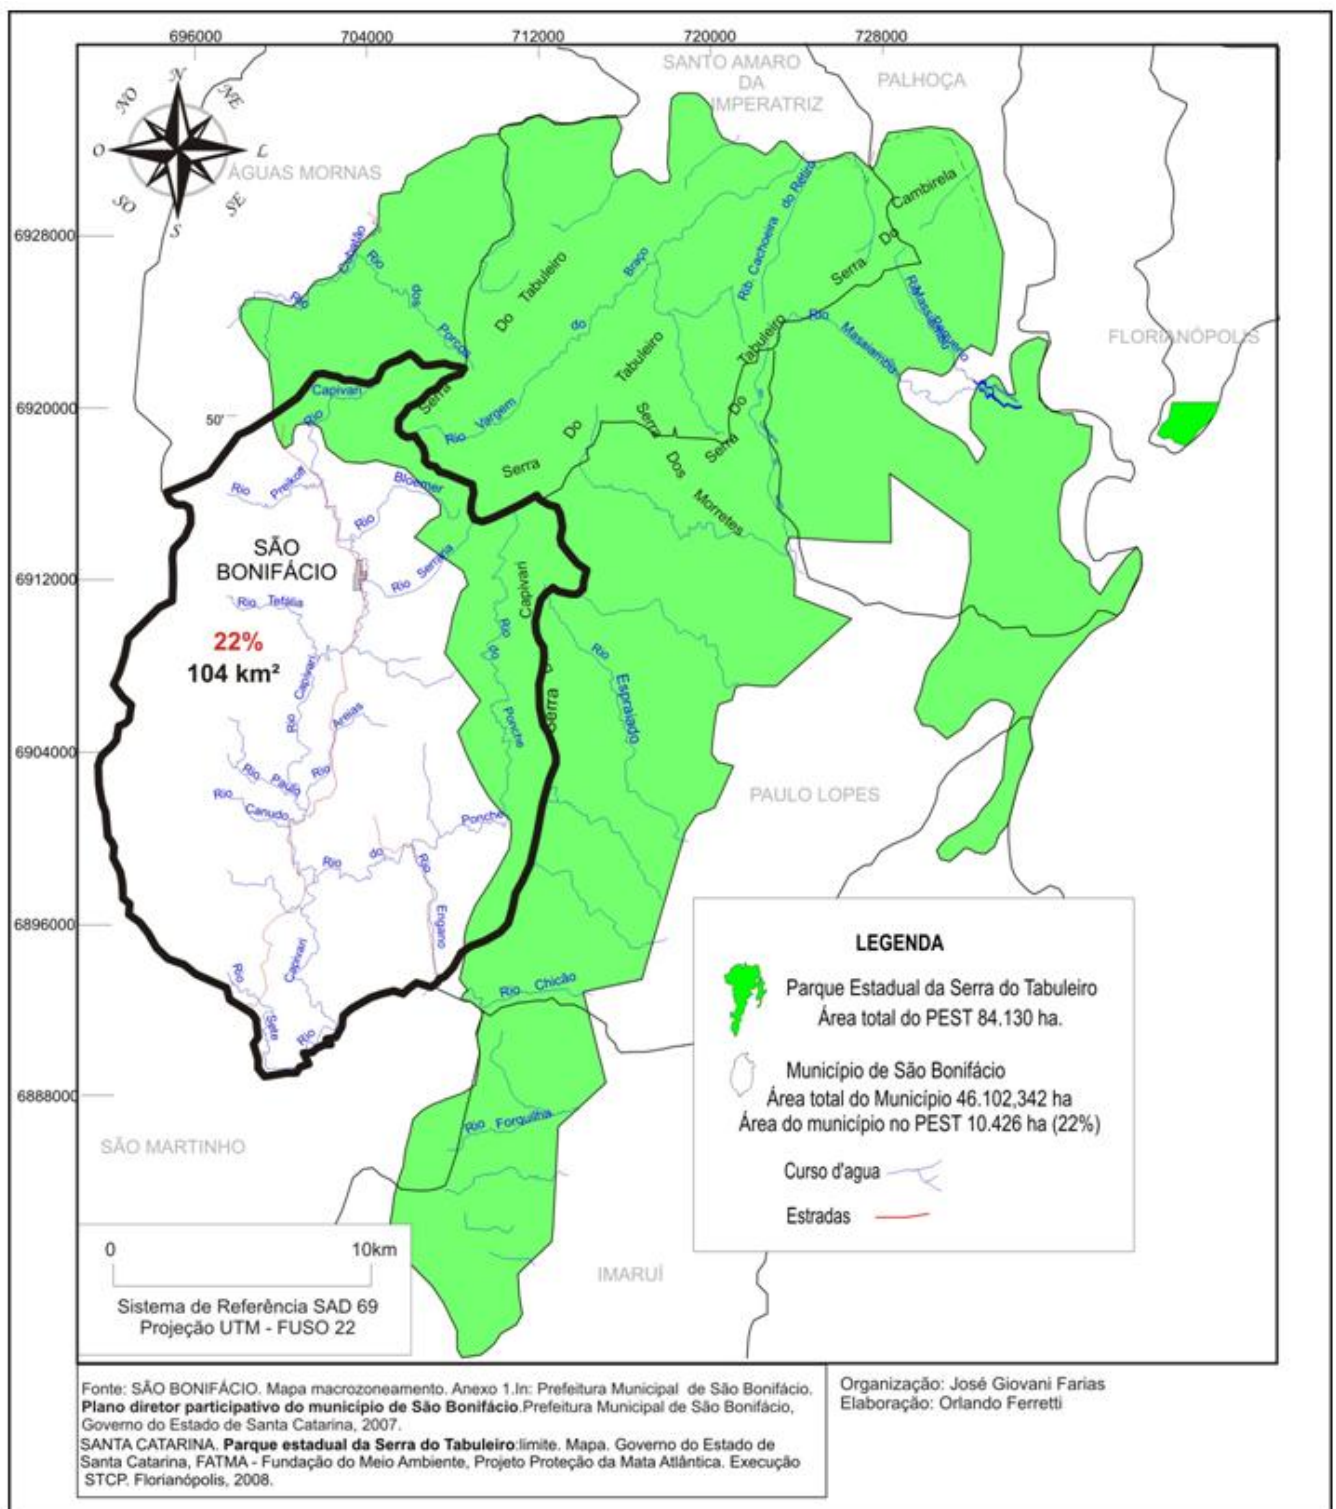 696000
704000
712000
720000
728000
SANTO AMARO
DA
IMPERATRIZ
PALHOÇA
N
NO
NE
O
L
SO
SE
S
ÁGUAS MORNAS
6928000
6920000
6912000
6904000
6896000
6888000
FLORIANÓPOLIS
Serra Do Cambirela
Rib. Cachoeira do Retiro
Rio Cubatão
Rio dos Porcos
Serra Do Tabuleiro
Rio Vargem do Braço
Serra Do Tabuleiro
Serra Do Tabuleiro
Rio Massiambu
Pequeno
Rio
Serra Dos Morretes
50'
Rio Capivari
Rio Preikoff
Rio Bloemer
SÃO
BONIFÁCIO
Rio Serraria
Rio Tefália
22%
104 km²
Rio Capivari
Rio Areias
Rio do Ponche
Serra Capivari
Rio Espraiado
Rio Paulo
Rio Canudo
Rio do Ponche
Rio Engano
PAULO LOPES
Rio Capivari
Rio Sete
Rio Chicão
Rio Forquilha
SÃO MARTINHO
IMARUÍ
LEGENDA
Parque Estadual da Serra do Tabuleiro
Área total do PEST 84.130 ha.
Município de São Bonifácio
Área total do Município 46.102,342 ha
Área do município no PEST 10.426 ha (22%)
Curso d'agua
Estradas
0 10km
Sistema de Referência SAD 69
Projeção UTM - FUSO 22
Fonte: SÃO BONIFÁCIO. Mapa macrozoneamento. Anexo 1.In: Prefeitura Municipal de São Bonifácio.
Plano diretor participativo do município de São Bonifácio.Prefeitura Municipal de São Bonifácio,
Governo do Estado de Santa Catarina, 2007.
SANTA CATARINA. Parque estadual da Serra do Tabuleiro:limite. Mapa. Governo do Estado de
Santa Catarina, FATMA - Fundação do Meio Ambiente, Projeto Proteção da Mata Atlântica. Execução
STCP. Florianópolis, 2008.
Organização: José Giovani Farias
Elaboração: Orlando Ferretti